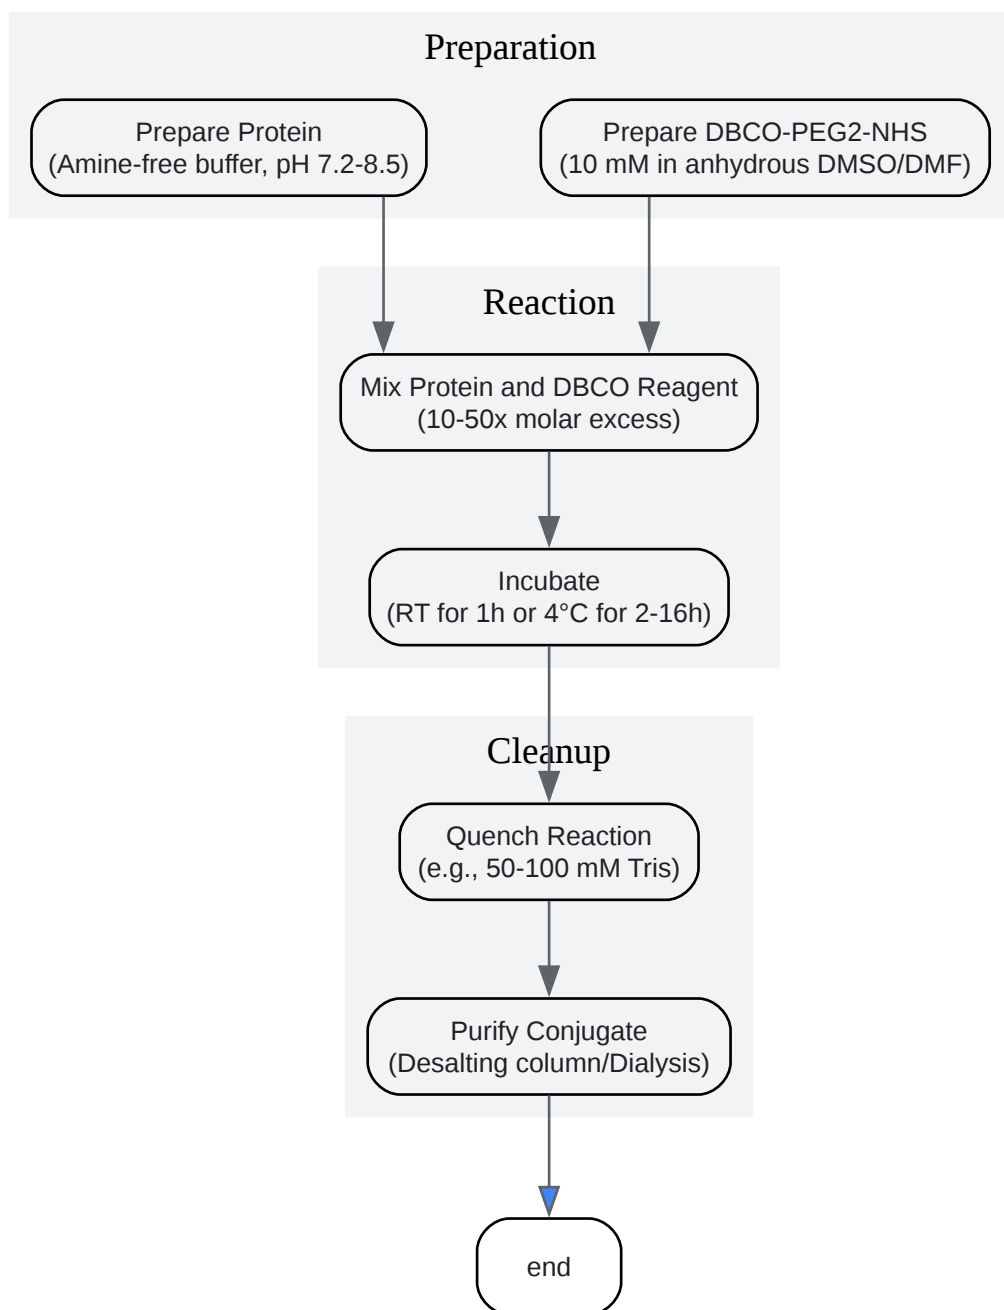 Preparation
Prepare Protein
(Amine-free buffer, pH 7.2-8.5)
Prepare DBCO-PEG2-NHS
(10 mM in anhydrous DMSO/DMF)
Reaction
Mix Protein and DBCO Reagent
(10-50x molar excess)
Incubate
(RT for 1h or 4°C for 2-16h)
Cleanup
Quench Reaction
(e.g., 50-100 mM Tris)
Purify Conjugate
(Desalting column/Dialysis)
end